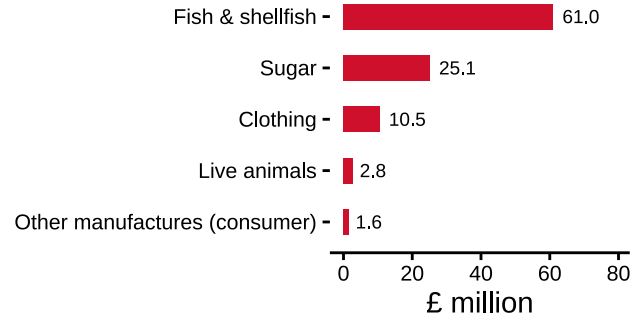 Fish & shellfish 61.0
Sugar 25.1
Clothing 10.5
Live animals 2.8
Other manufactures (consumer) 1.6
0 20 40 60 80
£ million